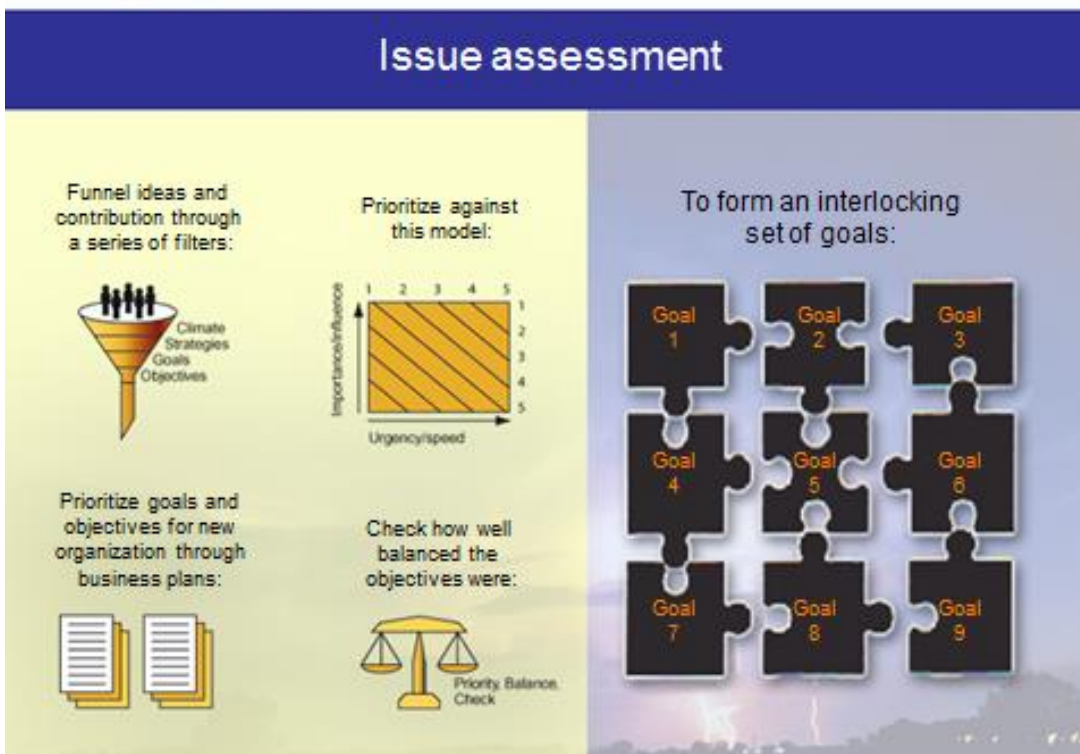 Issue assessment
Funnel ideas and
contribution through
a series of filters:
Climate
Strategies
Goals
Objectives
Prioritize against
this model:
1 2 3 4 5
1
2
3
4
5
Importance/influence
Urgency/speed
Prioritize goals and
objectives for new
organization through
business plans:
Check how well
balanced the
objectives were:
Priority, Balance,
Check
To form an interlocking
set of goals:
Goal
1
Goal
2
Goal
3
Goal
4
Goal
5
Goal
6
Goal
7
Goal
8
Goal
9